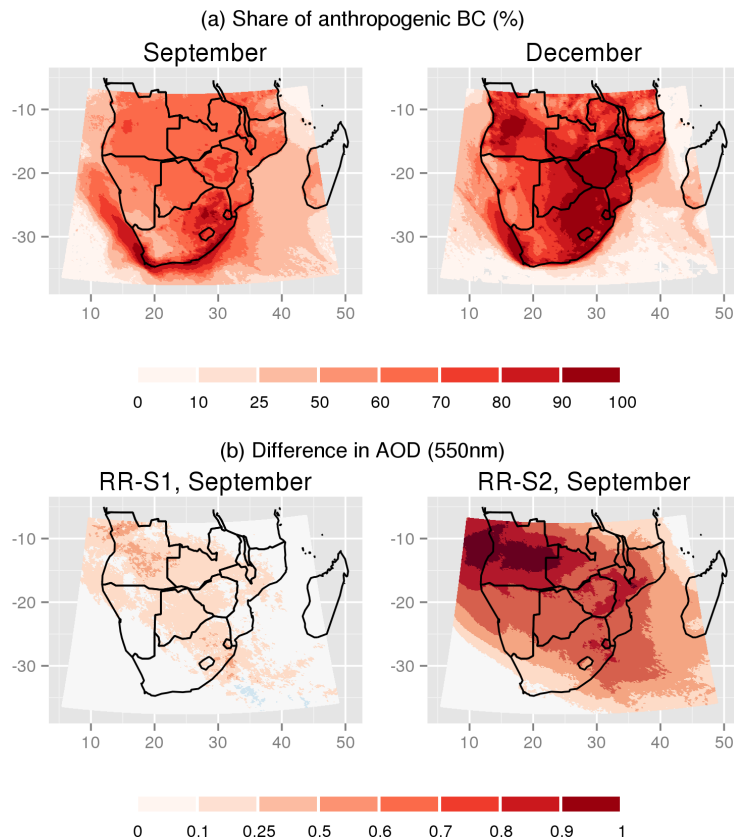 (a) Share of anthropogenic BC (%)
September
December
-10
-20
-30
10 20 30 40 50
-10
-20
-30
10 20 30 40 50
0 10 25 50 60 70 80 90 100
(b) Difference in AOD (550nm)
RR-S1, September
RR-S2, September
-10
-20
-30
10 20 30 40 50
-10
-20
-30
10 20 30 40 50
0 0.1 0.25 0.5 0.6 0.7 0.8 0.9 1